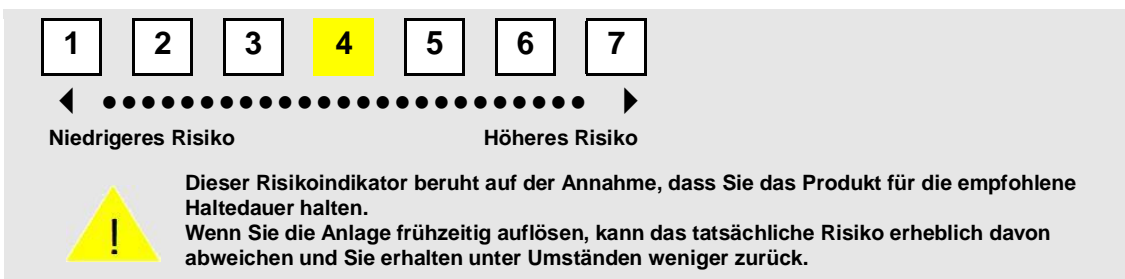 1 2 3 4 5 6 7
Niedrigeres Risiko Höheres Risiko
Dieser Risikoindikator beruht auf der Annahme, dass Sie das Produkt für die empfohlene
Haltedauer halten.
! Wenn Sie die Anlage frühzeitig auflösen, kann das tatsächliche Risiko erheblich davon
abweichen und Sie erhalten unter Umständen weniger zurück.